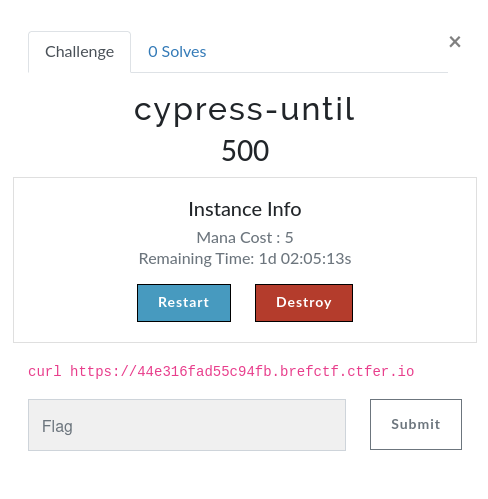 Challenge
0 Solves
×
cypress-until
500
Instance Info
Mana Cost : 5
Remaining Time: 1d 02:05:13s
Restart
Destroy
curl https://44e316fad55c94fb.brefctf.ctfer.io
Flag
Submit